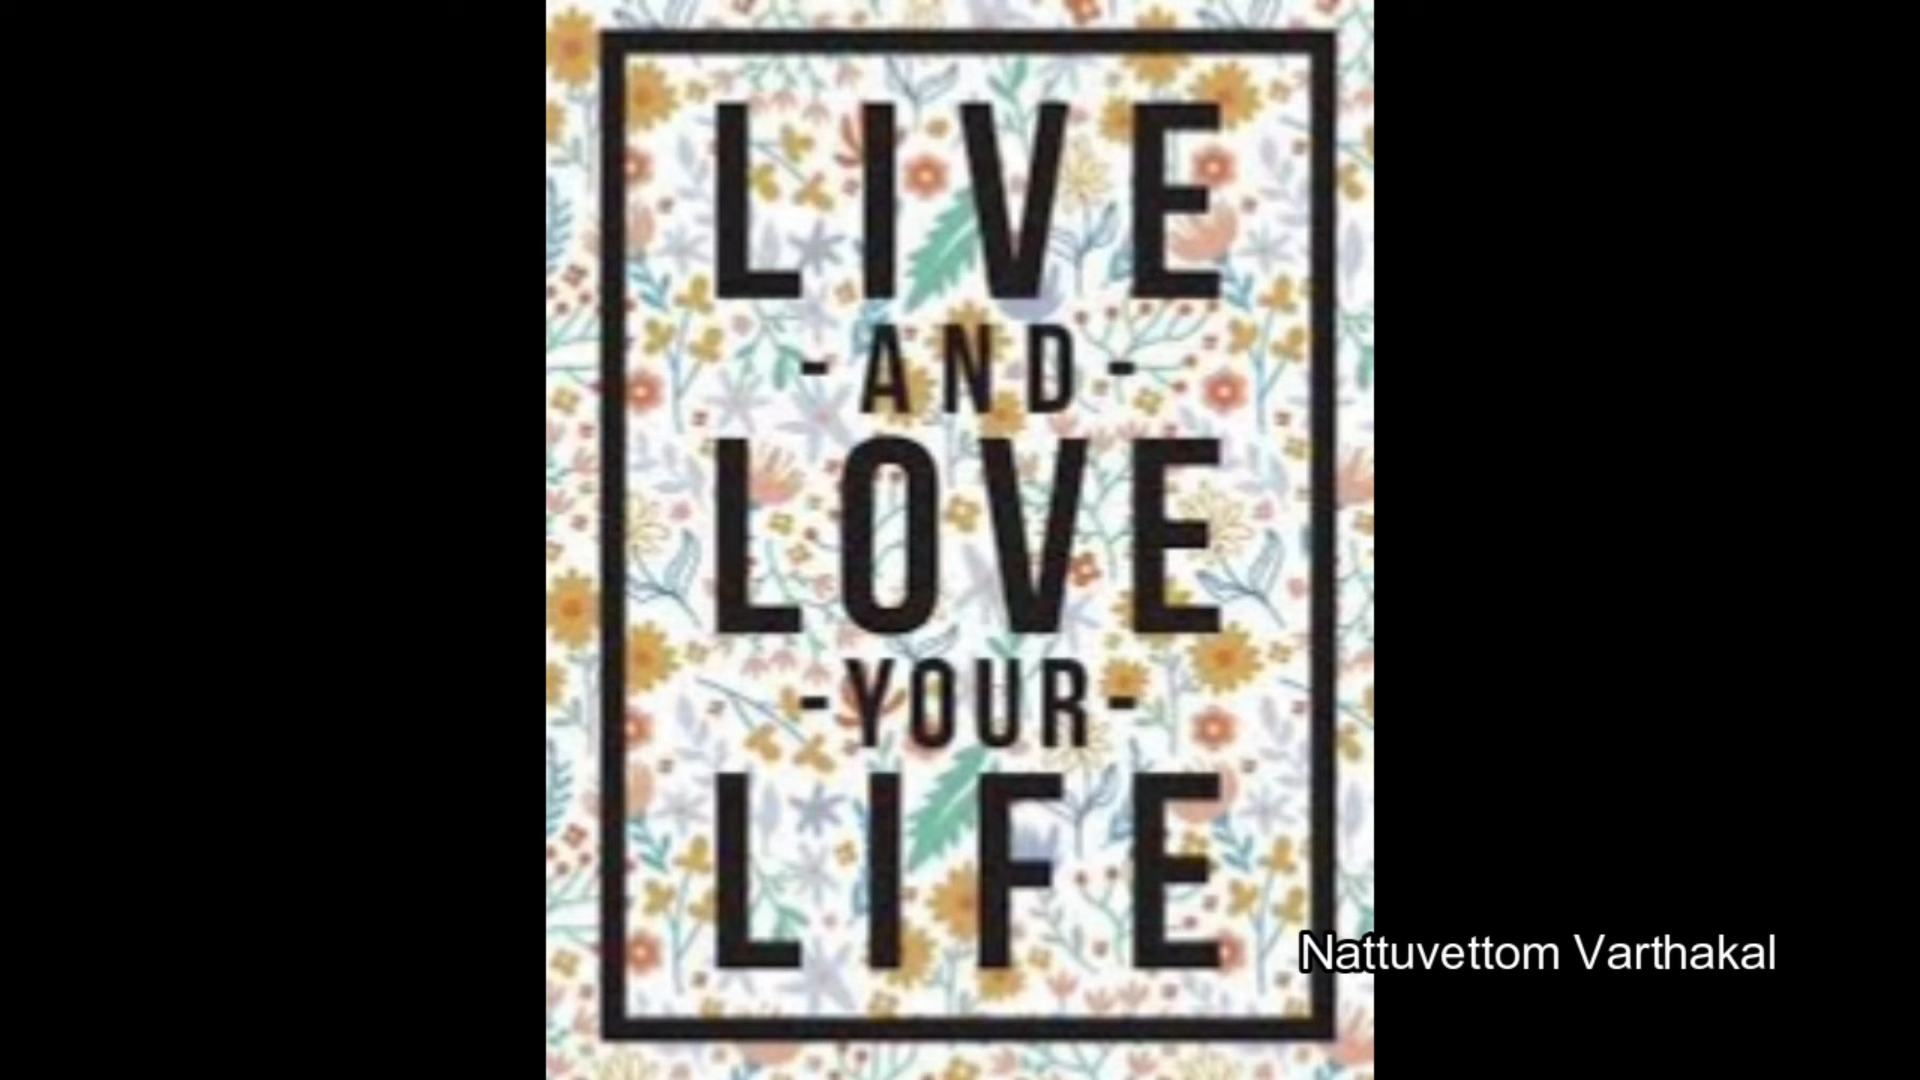 LIVE
-AND-
LOVE
-YOUR-
LIFE
Nattuvettom Varthakal